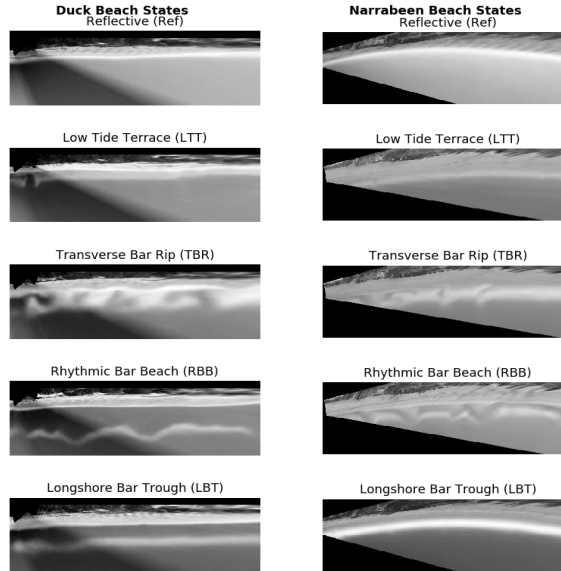 Duck Beach States
Reflective (Ref)
Low Tide Terrace (LTT)
Transverse Bar Rip (TBR)
Rhythmic Bar Beach (RBB)
Longshore Bar Trough (LBT)
Narrabeen Beach States
Reflective (Ref)
Low Tide Terrace (LTT)
Transverse Bar Rip (TBR)
Rhythmic Bar Beach (RBB)
Longshore Bar Trough (LBT)